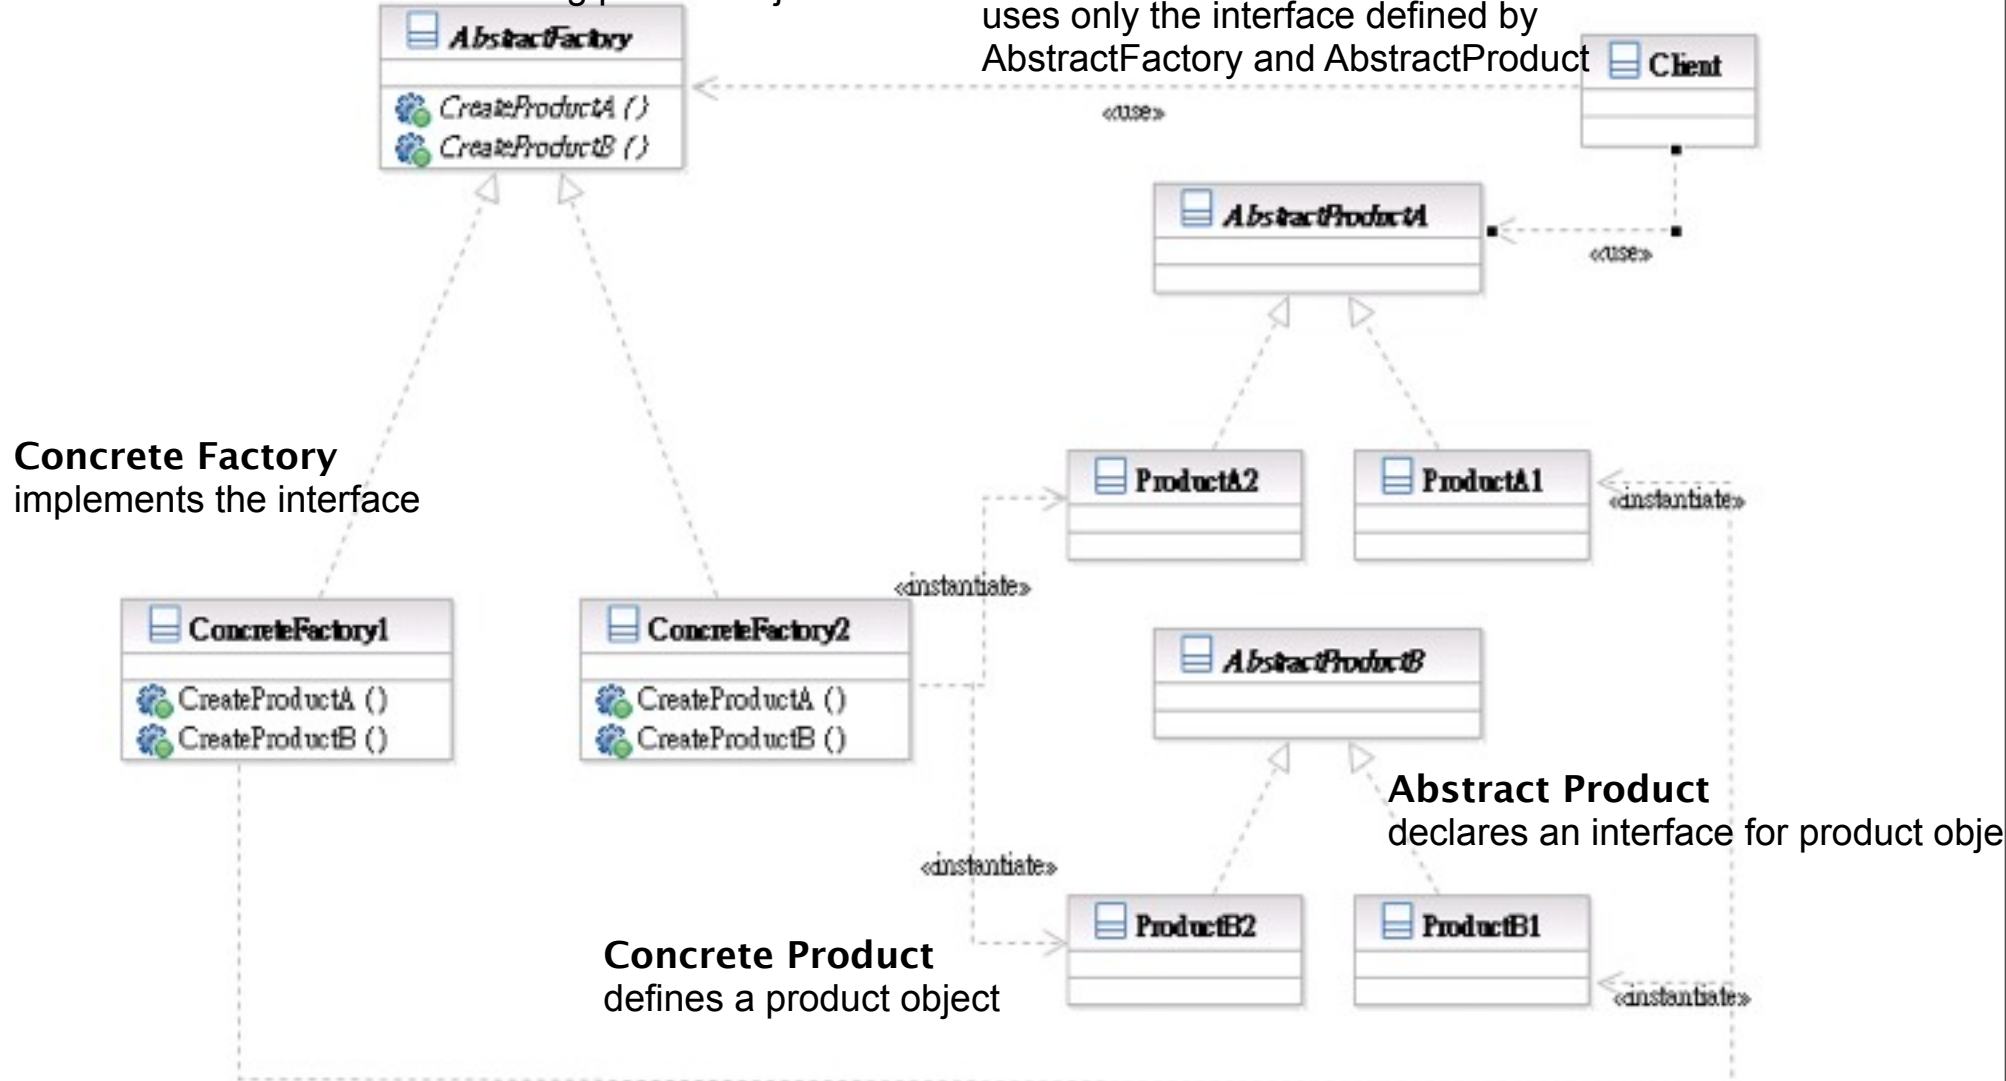 uses only the interface defined by
AbstractFactory and AbstractProduct
AbstractFactory
CreateProductA ()
CreateProductB ()
Client
«use»
AbstractProductA
«use»
Concrete Factory
implements the interface
ProductA2
ProductA1
«instantiate»
«instantiate»
ConcreteFactory1
CreateProductA ()
CreateProductB ()
ConcreteFactory2
CreateProductA ()
CreateProductB ()
AbstractProductB
Abstract Product
declares an interface for product obje
«instantiate»
ProductB2
ProductB1
Concrete Product
defines a product object
«instantiate»